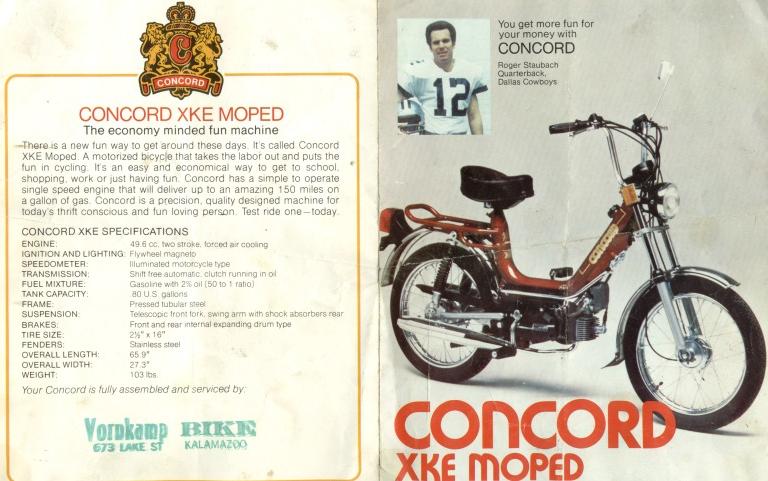 CONCORD
CONCORD XKE MOPED
The economy minded fun machine
There is a new fun way to get around these days. It's called Concord
XKE Moped. A motorized bicycle that takes the labor out and puts the
fun in cycling. It's an easy and economical way to get to school,
shopping, work or just having fun. Concord has a simple to operate
single speed engine that will deliver up to an amazing 150 miles on
a gallon of gas. Concord is a precision, quality designed machine for
today's thrift conscious and fun loving person. Test ride one—today.
CONCORD XKE SPECIFICATIONS
ENGINE: 49.6 cc, two stroke, forced air cooling
IGNITION AND LIGHTING: Flywheel magneto
SPEEDOMETER: Illuminated motorcycle type
TRANSMISSION: Shift free automatic, clutch running in oil
FUEL MIXTURE: Gasoline with 2% oil (50 to 1 ratio)
TANK CAPACITY: .80 U.S. gallons
FRAME: Pressed tubular steel
SUSPENSION: Telescopic front fork, swing arm with shock absorbers rear
BRAKES: Front and rear internal expanding drum type
TIRE SIZE: 2½" x 16"
FENDERS: Stainless steel
OVERALL LENGTH: 65.9"
OVERALL WIDTH: 27.3"
WEIGHT: 103 lbs.
Your Concord is fully assembled and serviced by:
Vornkamp BIKE
673 LAKE ST KALAMAZOO
You get more fun for
your money with
CONCORD
Roger Staubach
Quarterback,
Dallas Cowboys
12
CONCORD
CONCORD
XKE MOPED